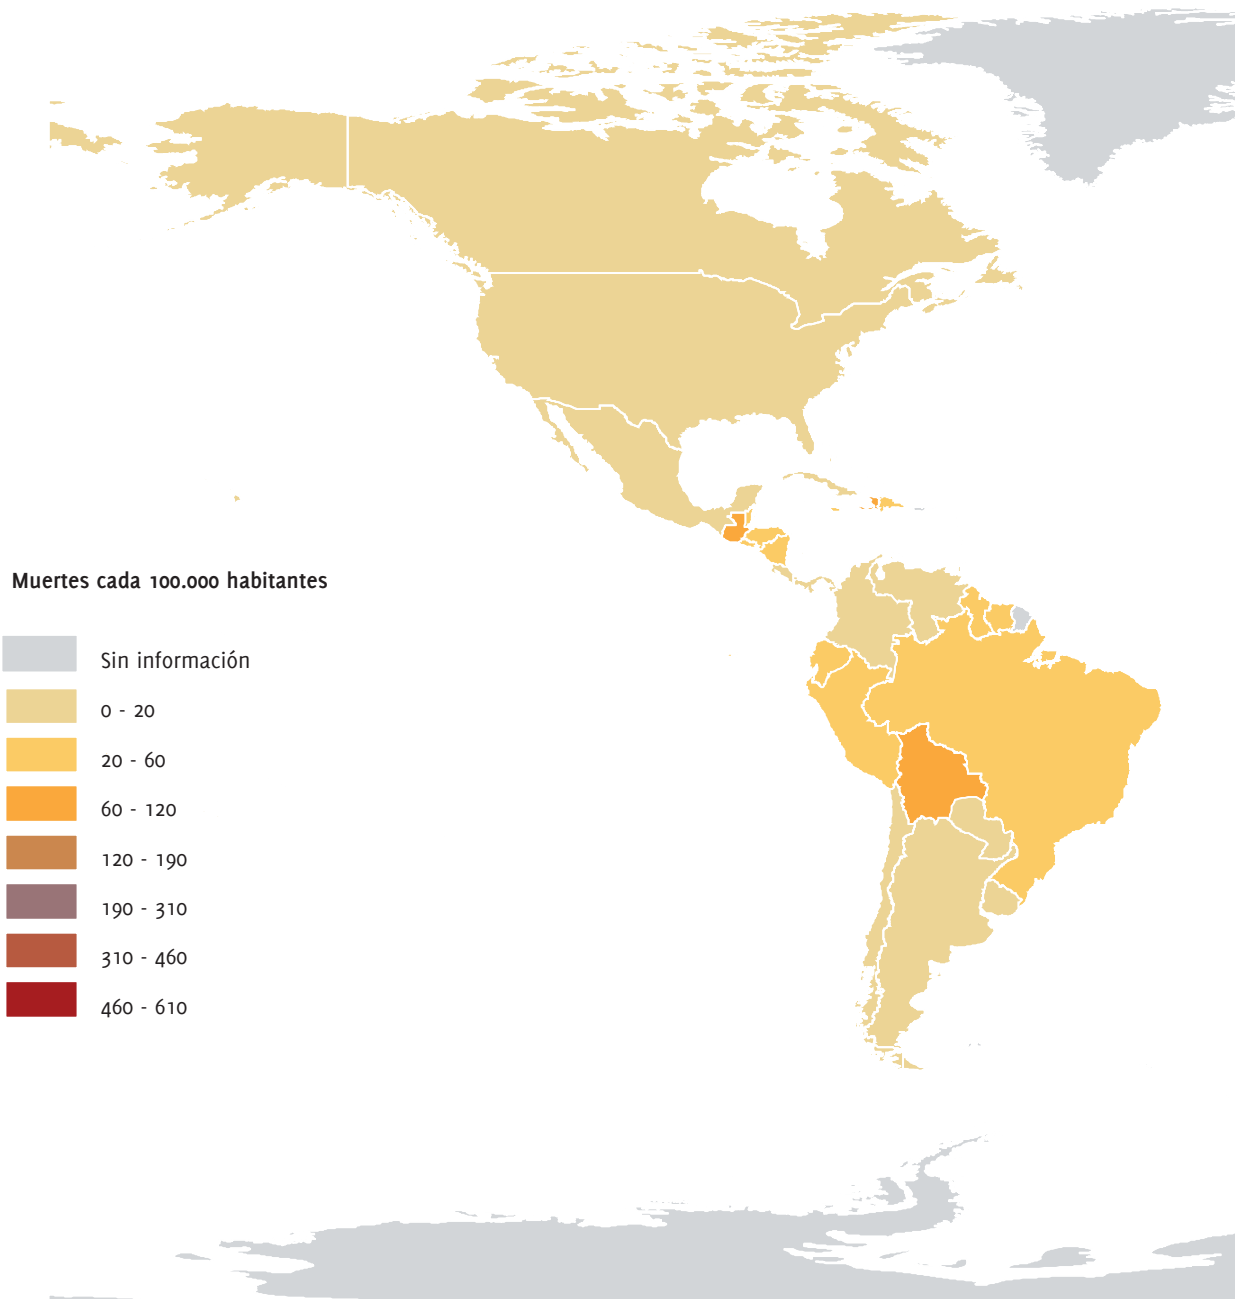 Muertes cada 100.000 habitantes
Sin información
0 - 20
20 - 60
60 - 120
120 - 190
190 - 310
310 - 460
460 - 610